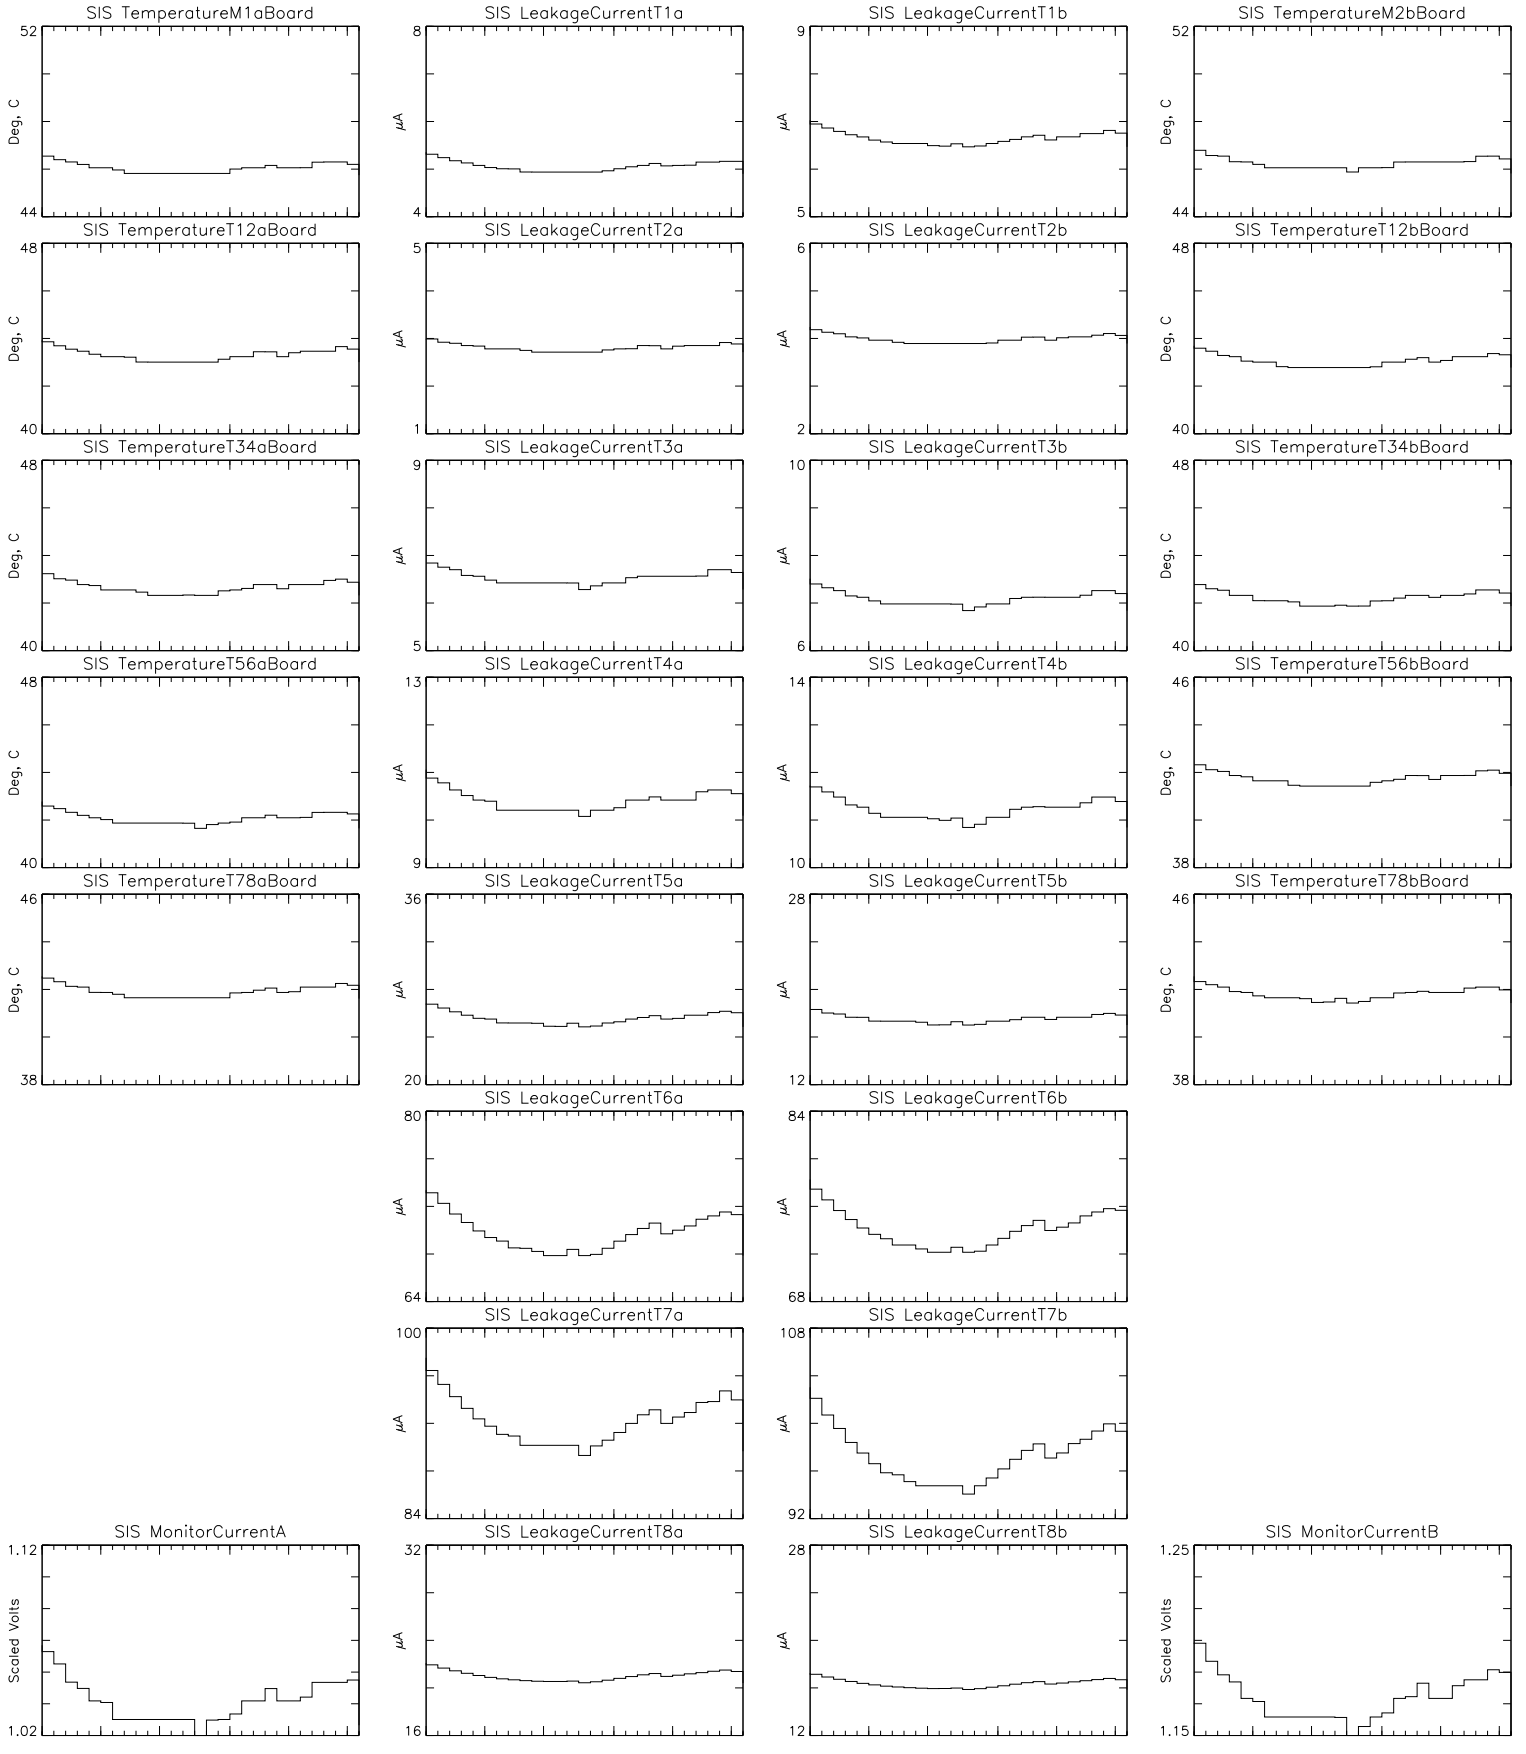 SIS TemperatureM1aBoard
52
Deg, C
44
SIS LeakageCurrentT1a
8
μA
4
SIS LeakageCurrentT1b
9
μA
5
SIS TemperatureM2bBoard
52
Deg, C
44
SIS TemperatureT12aBoard
48
Deg, C
40
SIS LeakageCurrentT2a
5
μA
1
SIS LeakageCurrentT2b
6
μA
2
SIS TemperatureT12bBoard
48
Deg, C
40
SIS TemperatureT34aBoard
48
Deg, C
40
SIS LeakageCurrentT3a
9
μA
5
SIS LeakageCurrentT3b
10
μA
6
SIS TemperatureT34bBoard
48
Deg, C
40
SIS TemperatureT56aBoard
48
Deg, C
40
SIS LeakageCurrentT4a
13
μA
9
SIS LeakageCurrentT4b
14
μA
10
SIS TemperatureT56bBoard
46
Deg, C
38
SIS TemperatureT78aBoard
46
Deg, C
38
SIS LeakageCurrentT5a
36
μA
20
SIS LeakageCurrentT5b
28
μA
12
SIS TemperatureT78bBoard
46
Deg, C
38
SIS LeakageCurrentT6a
80
μA
64
SIS LeakageCurrentT6b
84
μA
68
SIS LeakageCurrentT7a
100
μA
84
SIS LeakageCurrentT7b
108
μA
92
SIS MonitorCurrentA
1.12
Scaled Volts
1.02
SIS LeakageCurrentT8a
32
μA
16
SIS LeakageCurrentT8b
28
μA
12
SIS MonitorCurrentB
1.25
Scaled Volts
1.15